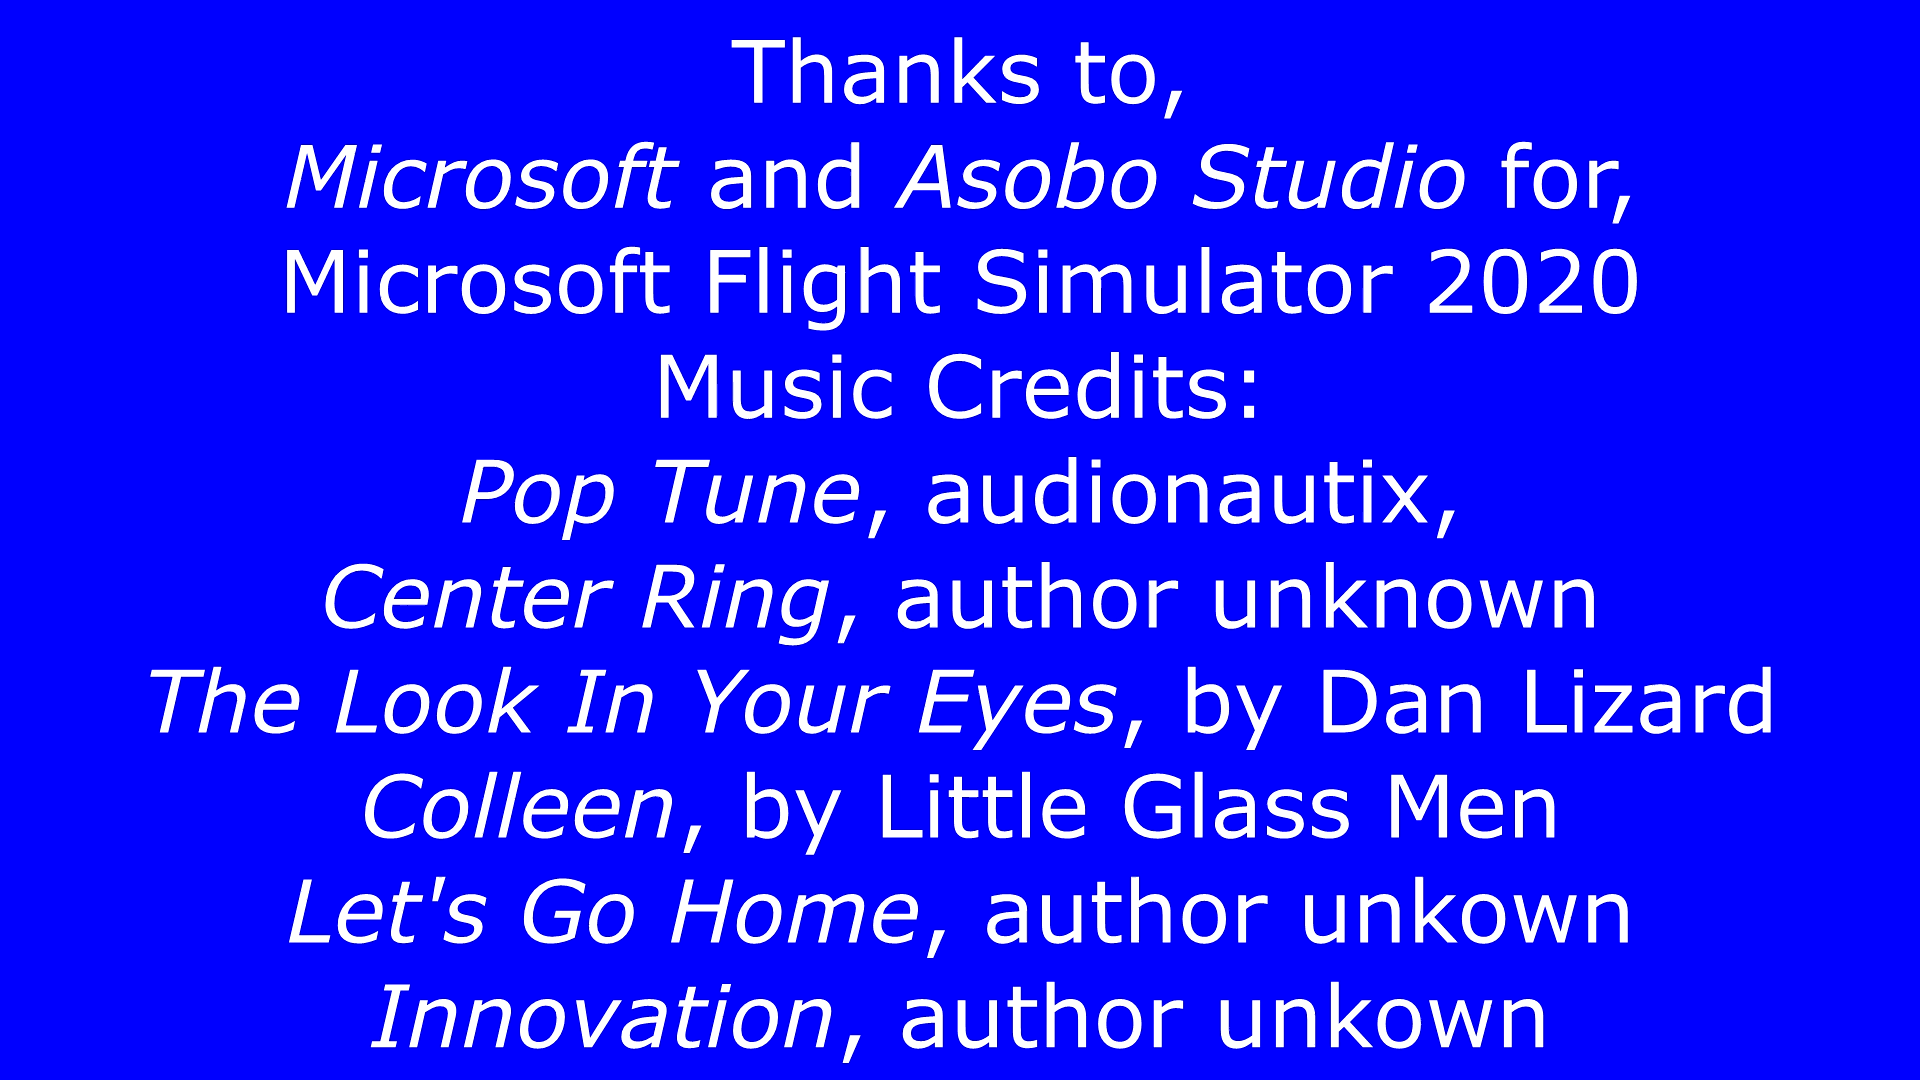 Thanks to,
Microsoft and Asobo Studio for,
Microsoft Flight Simulator 2020
Music Credits:
Pop Tune, audionautix,
Center Ring, author unknown
The Look In Your Eyes, by Dan Lizard
Colleen, by Little Glass Men
Let's Go Home, author unkown
Innovation, author unkown